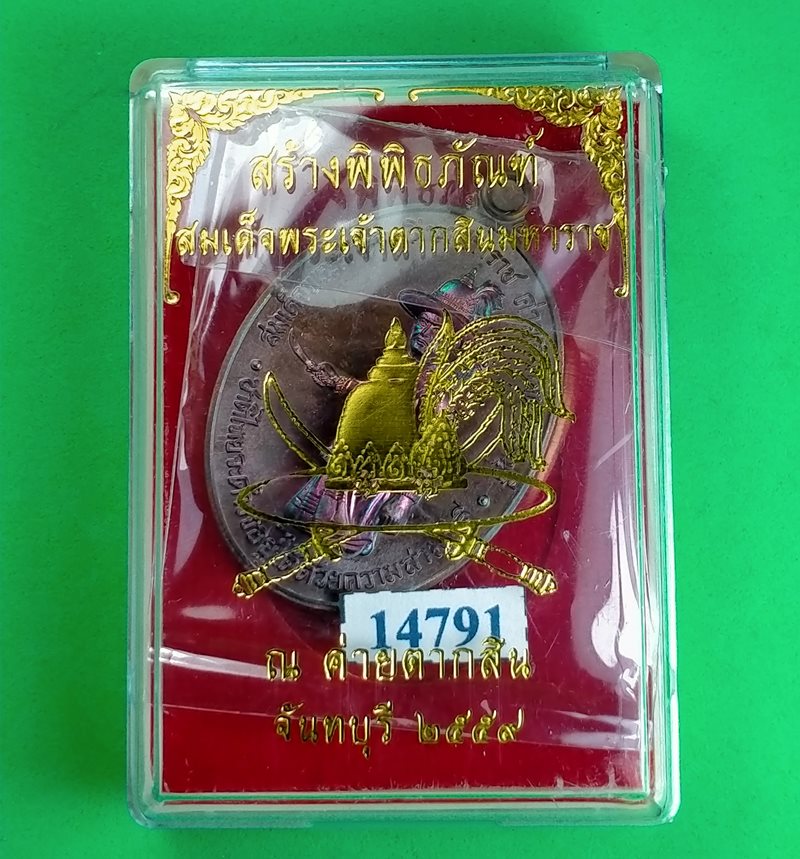 สร้างพิพิธภัณฑ์
สมเด็จพระเจ้าตากสินมหาราช
14791
ณ ค่ายตากสิน
จันทบุรี ๒๕๕๙